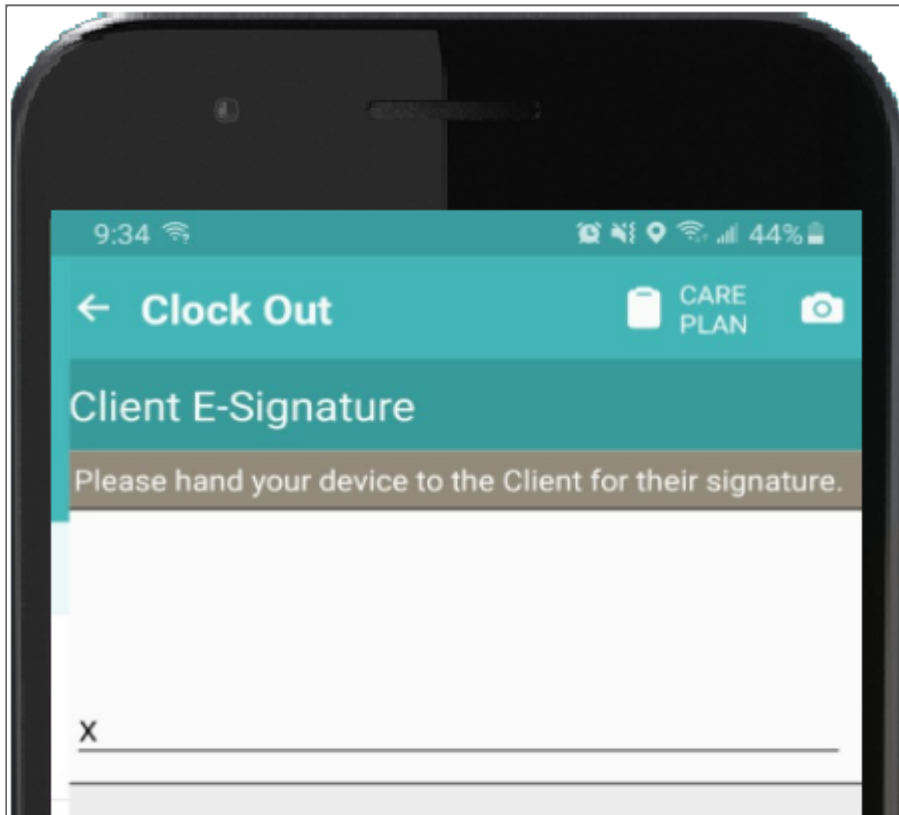 9:34 44%
Clock Out CARE PLAN
Client E-Signature
Please hand your device to the Client for their signature.
x